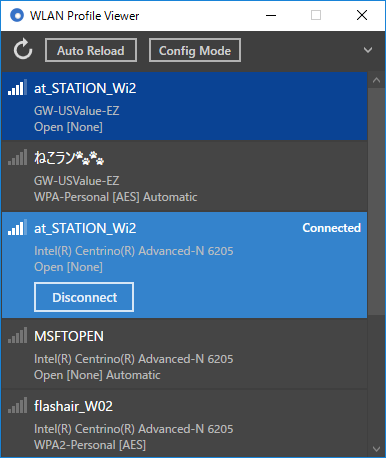 WLAN Profile Viewer
Auto Reload Config Mode
at_STATION_Wi2
GW-USValue-EZ
Open [None]
ねこラン🐾🐾
GW-USValue-EZ
WPA-Personal [AES] Automatic
at_STATION_Wi2 Connected
Intel(R) Centrino(R) Advanced-N 6205
Open [None]
Disconnect
MSFTOPEN
Intel(R) Centrino(R) Advanced-N 6205
Open [None] Automatic
flashair_W02
Intel(R) Centrino(R) Advanced-N 6205
WPA2-Personal [AES]